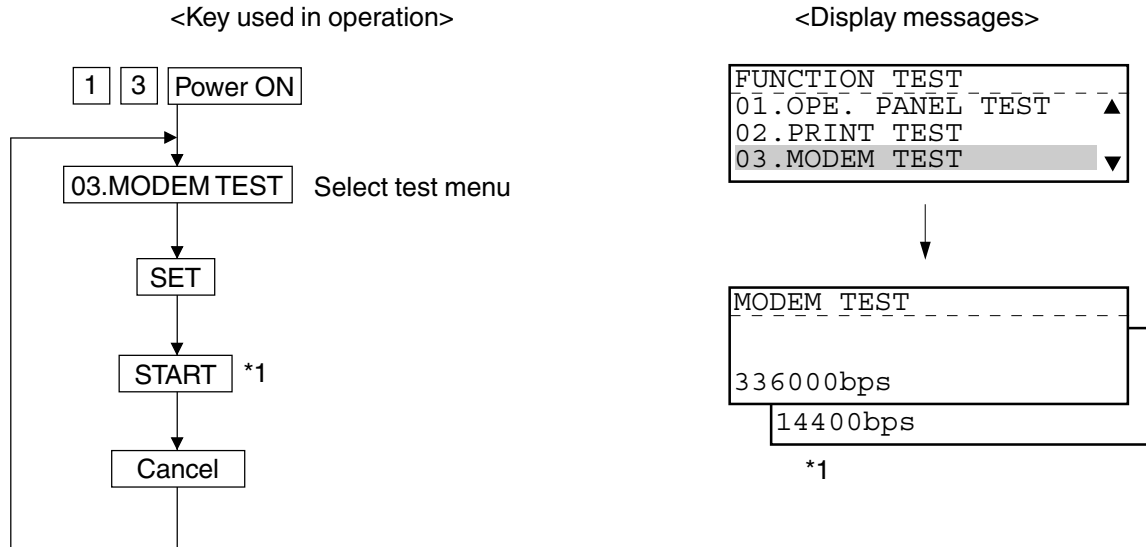 <Key used in operation>
<Display messages>
1 3 Power ON
03.MODEM TEST Select test menu
SET
START *1
Cancel
FUNCTION TEST
01.OPE. PANEL TEST ▲
02.PRINT TEST
03.MODEM TEST ▼
MODEM TEST
336000bps
14400bps
*1